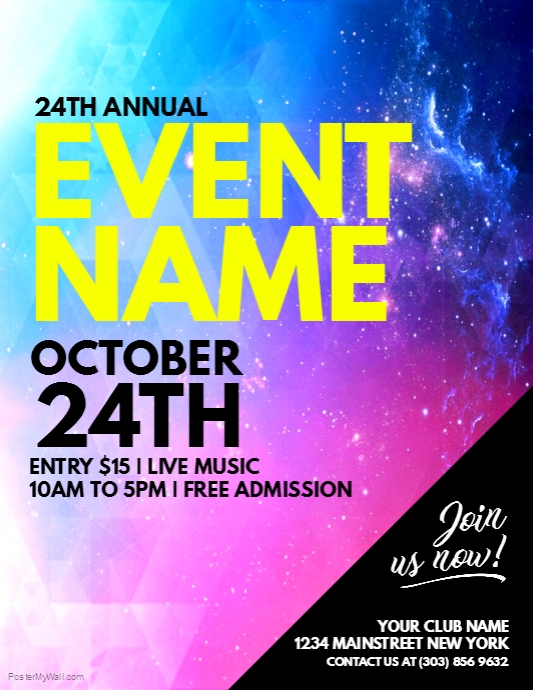 24TH ANNUAL
EVENT
NAME
OCTOBER
24TH
ENTRY $15 | LIVE MUSIC
10AM TO 5PM | FREE ADMISSION
Join
us now!
YOUR CLUB NAME
1234 MAINSTREET NEW YORK
CONTACT US AT (303) 856 9632
PosterMyWall.com